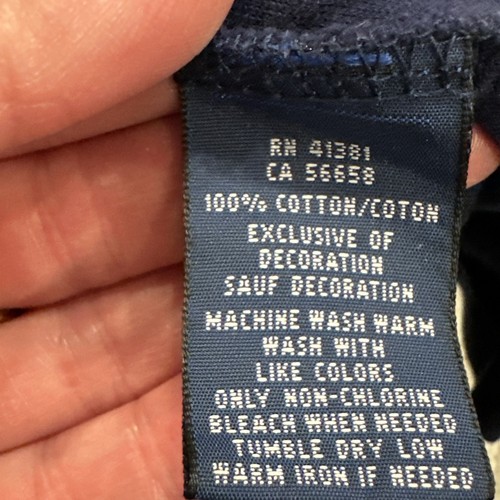 RN 41381
CA 56658
100% COTTON/COTON
EXCLUSIVE OF
DECORATION
SAUF DECORATION
MACHINE WASH WARM
WASH WITH
LIKE COLORS
ONLY NON-CHLORINE
BLEACH WHEN NEEDED
TUMBLE DRY LOW
WARM IRON IF NEEDED